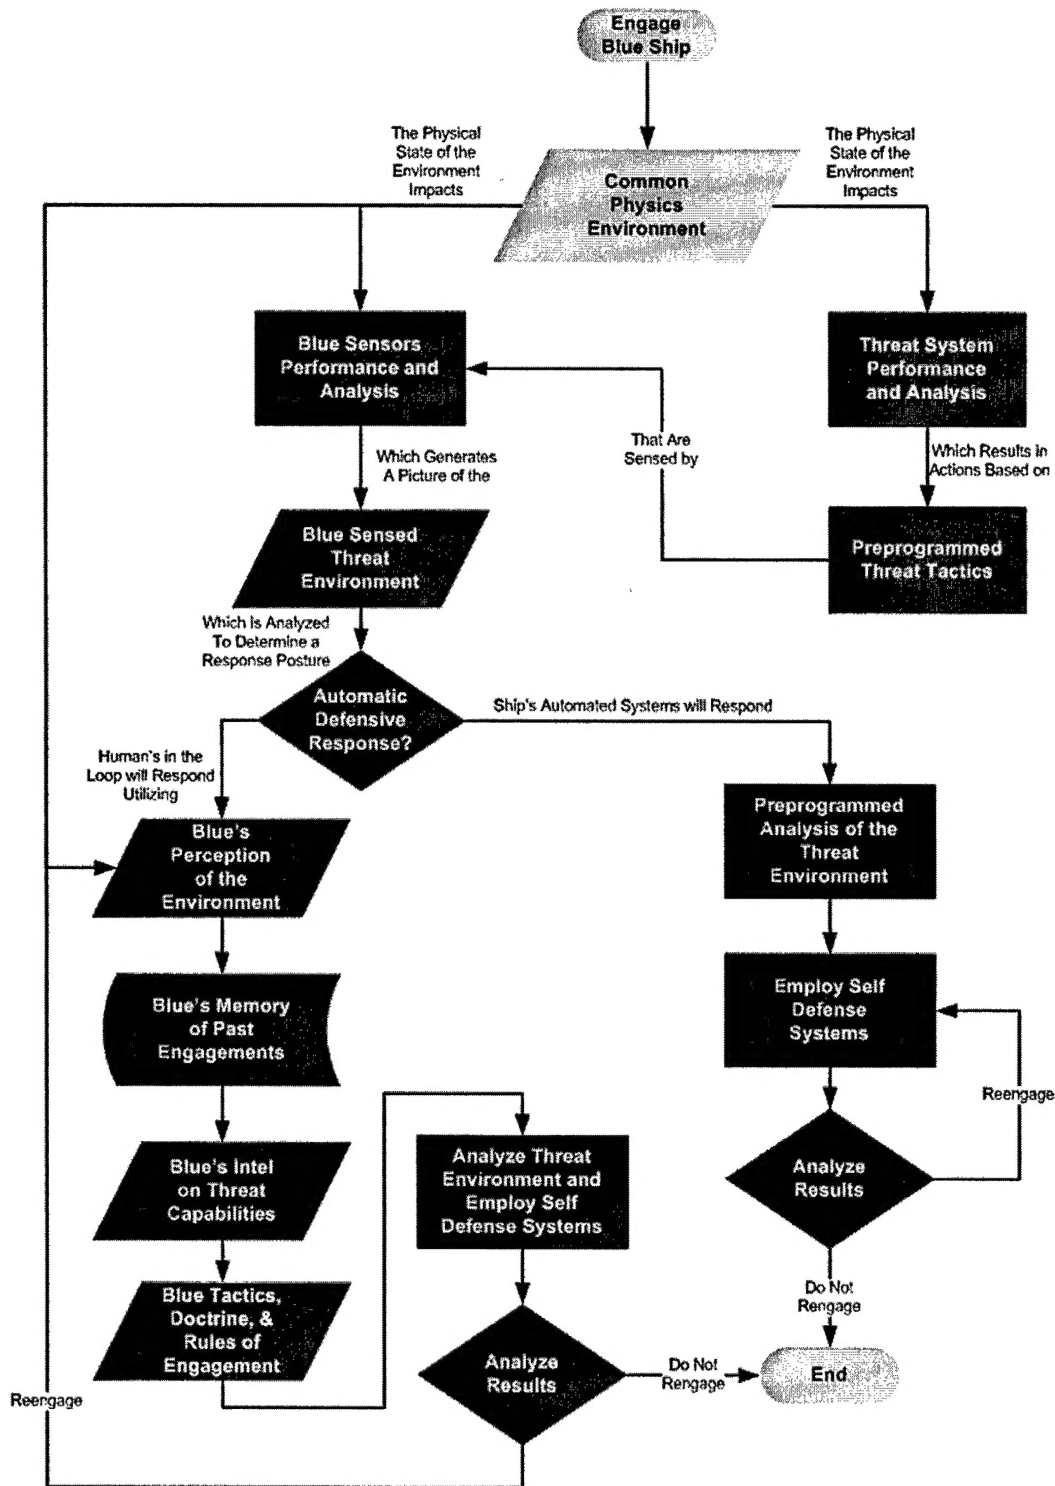 Engage
Blue Ship
The Physical
State of the
Environment
Impacts
The Physical
State of the
Environment
Impacts
Common
Physics
Environment
Blue Sensors
Performance and
Analysis
Threat System
Performance
and Analysis
That Are
Sensed by
Which Results in
Actions Based on
Which Generates
A Picture of the
Blue Sensed
Threat
Environment
Preprogrammed
Threat Tactics
Which Is Analyzed
To Determine a
Response Posture
Automatic
Defensive
Response?
Ship's Automated Systems will Respond
Human's in the
Loop will Respond
Utilizing
Preprogrammed
Analysis of the
Threat
Environment
Blue's
Perception
of the
Environment
Employ Self
Defense
Systems
Blue's Memory
of Past
Engagements
Reengage
Analyze Threat
Environment and
Employ Self
Defense Systems
Analyze
Results
Blue's Intel
on Threat
Capabilities
Do Not
Rengage
Blue Tactics,
Doctrine, &
Rules of
Engagement
Analyze
Results
Do Not
Rengage
End
Reengage